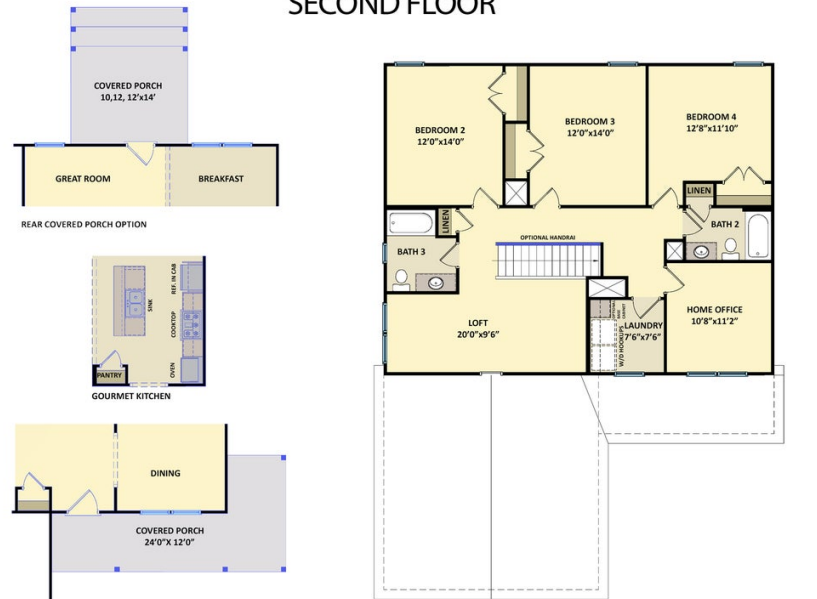 SECOND FLOOR
COVERED PORCH
10,12, 12'x14'
GREAT ROOM
BREAKFAST
REAR COVERED PORCH OPTION
REF. IN CAB
SINK
COOKTOP
OVEN
PANTRY
GOURMET KITCHEN
DINING
COVERED PORCH
24'0"X 12'0"
BEDROOM 2
12'0"x14'0"
BEDROOM 3
12'0"x14'0"
BEDROOM 4
12'8"x11'10"
LINEN
LINEN
BATH 2
BATH 3
OPTIONAL HANDRAI
LOFT
20'0"x9'6"
LAUNDRY
7'6"x7'6"
W/D HOOKUPS
HOME OFFICE
10'8"x11'2"